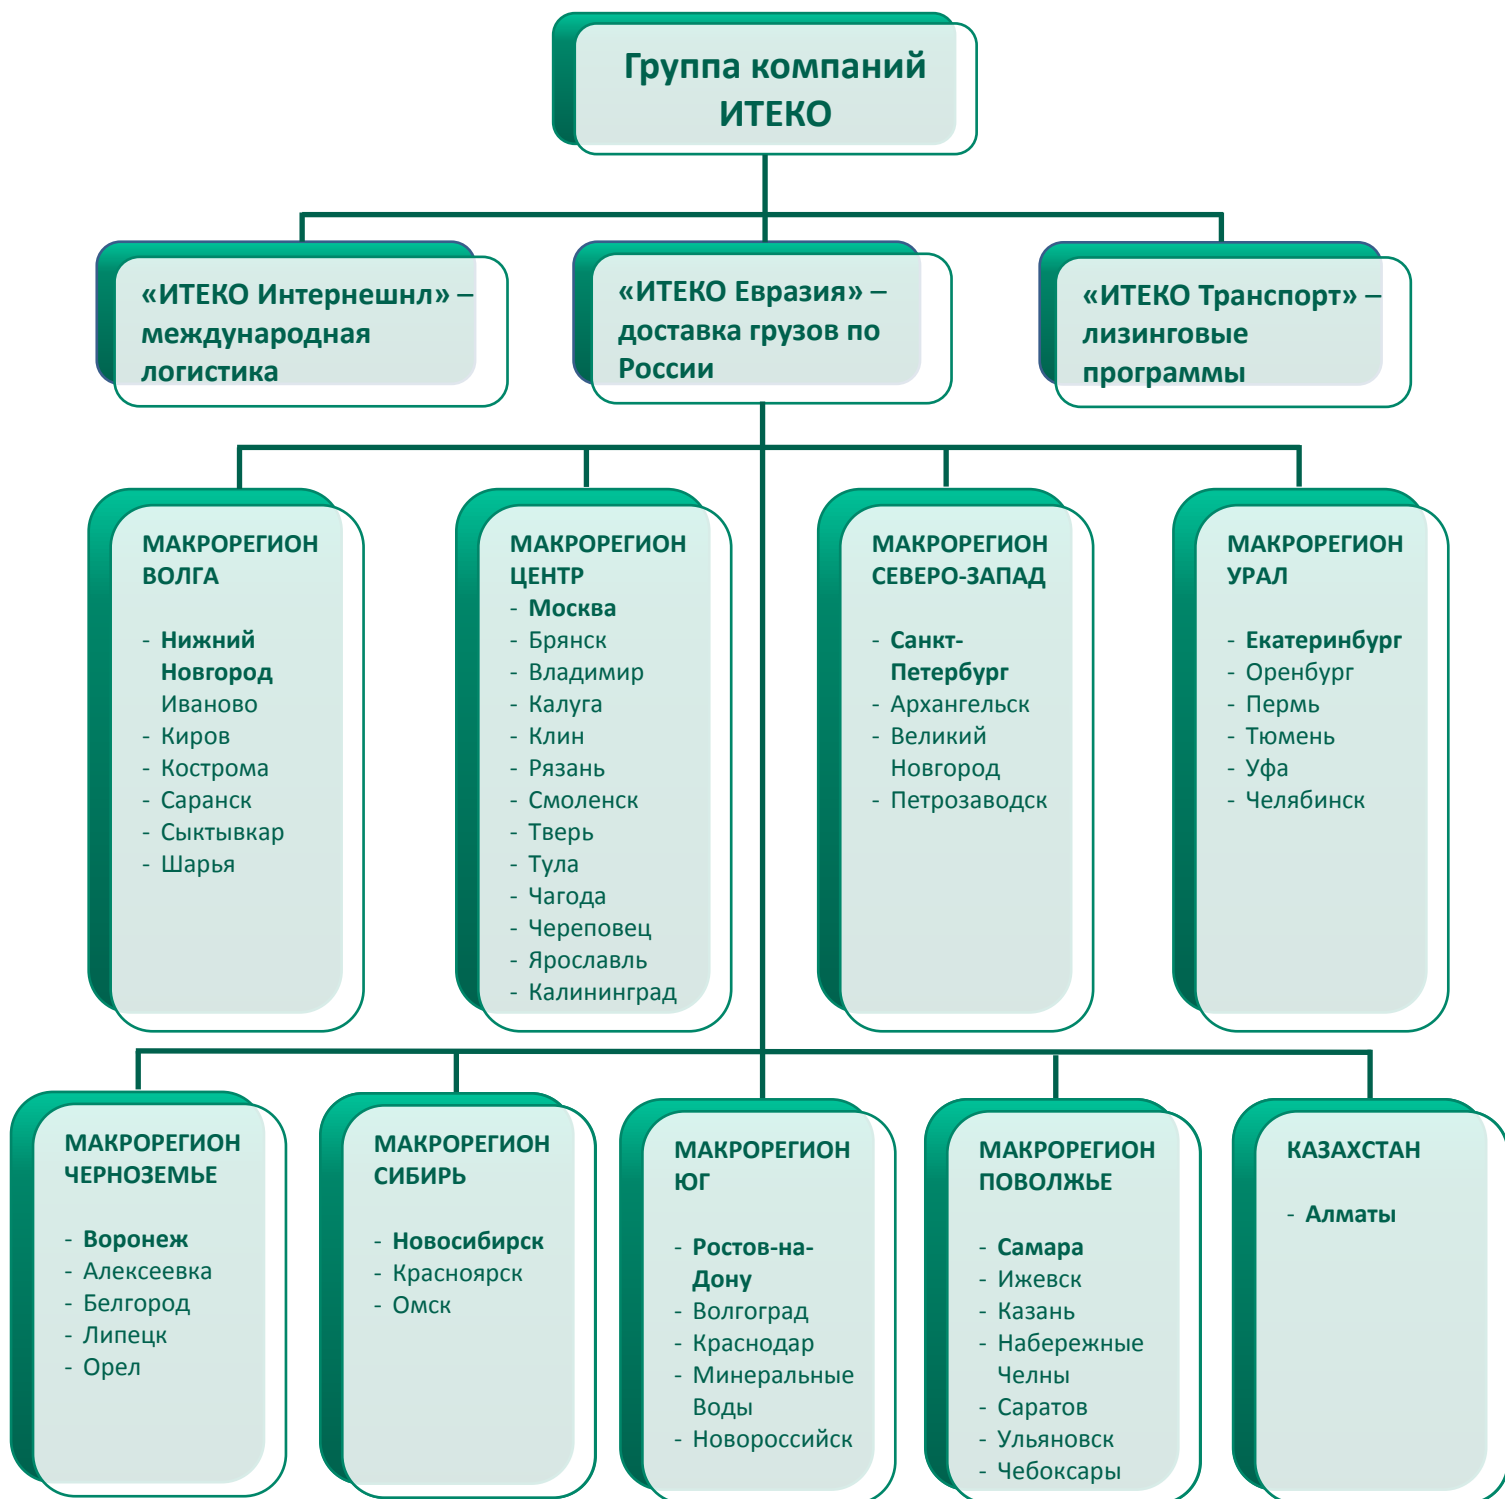 Группа компаний
ИТЕКО
«ИТЕКО Интернешнл» –
международная
логистика
«ИТЕКО Евразия» –
доставка грузов по
России
«ИТЕКО Транспорт» –
лизинговые
программы
МАКРОРЕГИОН
ВОЛГА
- Нижний
Новгород
Иваново
- Киров
- Кострома
- Саранск
- Сыктывкар
- Шарья
МАКРОРЕГИОН
ЦЕНТР
- Москва
- Брянск
- Владимир
- Калуга
- Клин
- Рязань
- Смоленск
- Тверь
- Тула
- Чагода
- Череповец
- Ярославль
- Калининград
МАКРОРЕГИОН
СЕВЕРО-ЗАПАД
- Санкт-
Петербург
- Архангельск
- Великий
Новгород
- Петрозаводск
МАКРОРЕГИОН
УРАЛ
- Екатеринбург
- Оренбург
- Пермь
- Тюмень
- Уфа
- Челябинск
МАКРОРЕГИОН
ЧЕРНОЗЕМЬЕ
- Воронеж
- Алексеевка
- Белгород
- Липецк
- Орел
МАКРОРЕГИОН
СИБИРЬ
- Новосибирск
- Красноярск
- Омск
МАКРОРЕГИОН
ЮГ
- Ростов-на-
Дону
- Волгоград
- Краснодар
- Минеральные
Воды
- Новороссийск
МАКРОРЕГИОН
ПОВОЛЖЬЕ
- Самара
- Ижевск
- Казань
- Набережные
Челны
- Саратов
- Ульяновск
- Чебоксары
КАЗАХСТАН
- Алматы